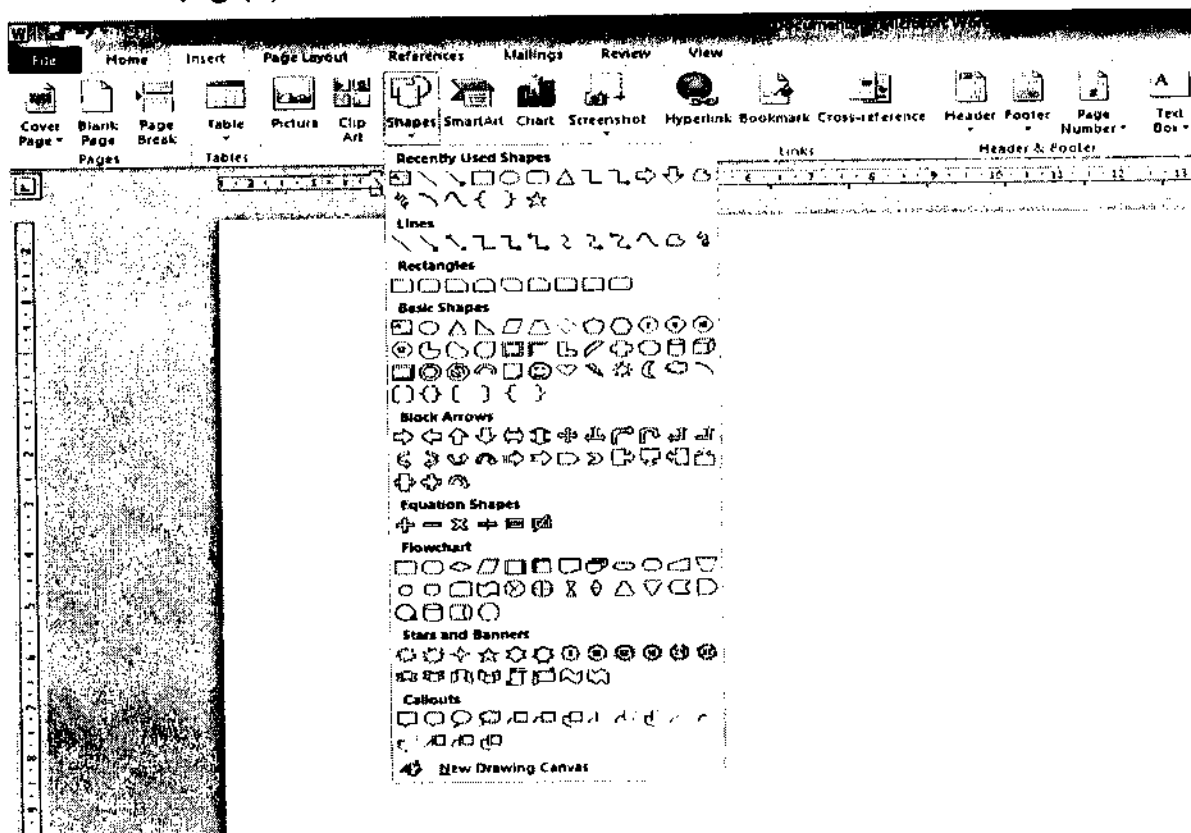 File Home Insert Page Layout References Mailings Review View
Cover Page Blank Page Page Break Table Picture Clip Art Shapes SmartArt Chart Screenshot Hyperlink Bookmark Cross-reference Header Footer Page Number Text Box
Pages Tables Links Header & Footer
Recently Used Shapes
Lines
Rectangles
Basic Shapes
Block Arrows
Equation Shapes
Flowchart
Stars and Banners
Callouts
New Drawing Canvas